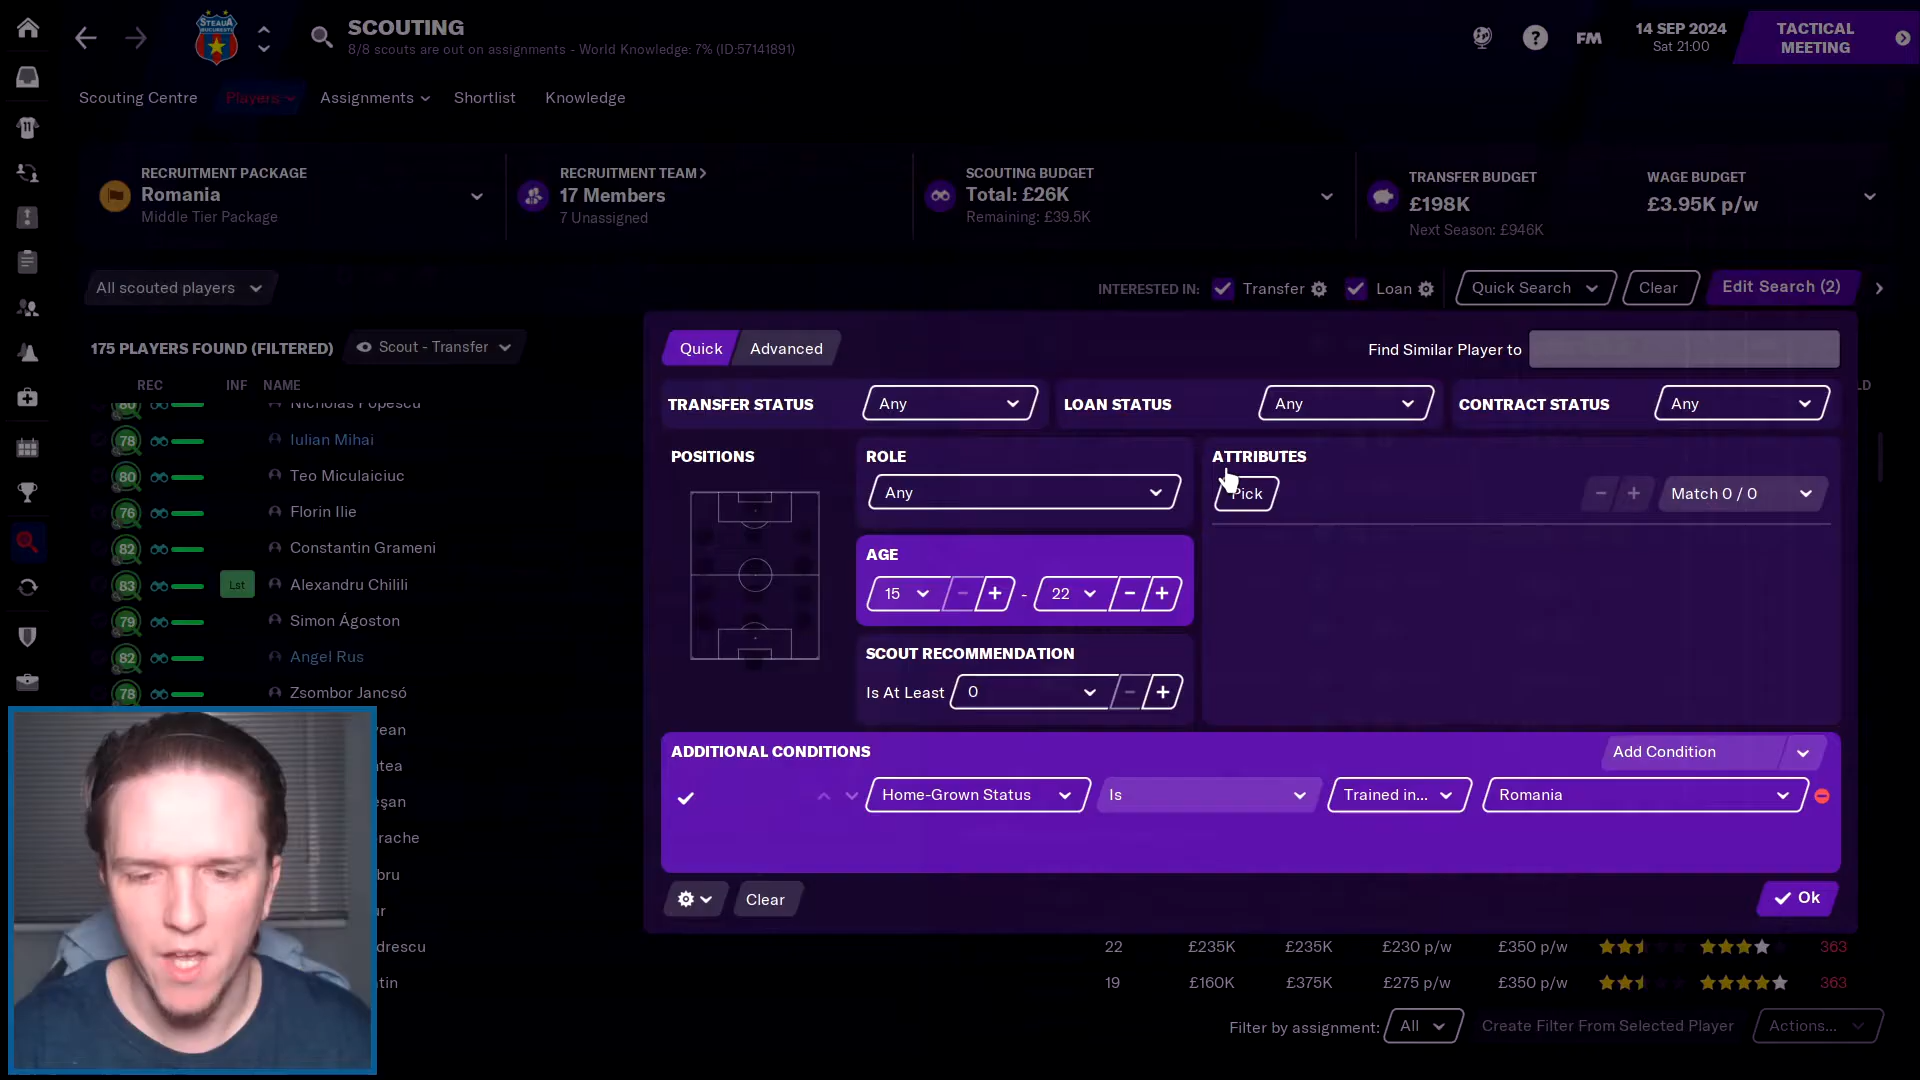 STEAUA
BUCURESTI
SCOUTING
8/8 scouts are out on assignments - World Knowledge: 7% (ID:57141891)
FM
14 SEP 2024
Sat 21:00
TACTICAL
MEETING
Scouting Centre
Players
Assignments
Shortlist
Knowledge
RECRUITMENT PACKAGE
Romania
Middle Tier Package
RECRUITMENT TEAM
17 Members
7 Unassigned
SCOUTING BUDGET
Total: £26K
Remaining: £39.5K
TRANSFER BUDGET
£198K
Next Season: £946K
WAGE BUDGET
£3.95K p/w
All scouted players
INTERESTED IN: Transfer Loan
Quick Search
Clear
Edit Search (2)
175 PLAYERS FOUND (FILTERED)
Scout - Transfer
REC INF NAME
80 Nicholas Popescu
78 Iulian Mihai
80 Teo Miculaiciuc
76 Florin Ilie
82 Constantin Grameni
83 Lst Alexandru Chilili
79 Simon Ágoston
82 Angel Rus
78 Zsombor Jancsó
Quick
Advanced
Find Similar Player to
TRANSFER STATUS Any
LOAN STATUS Any
CONTRACT STATUS Any
POSITIONS
ROLE
Any
ATTRIBUTES
Pick
Match 0 / 0
AGE
15 - 22
SCOUT RECOMMENDATION
Is At Least 0
ADDITIONAL CONDITIONS
Add Condition
Home-Grown Status Is Trained in... Romania
Clear
Ok
22 £235K £235K £230 p/w £350 p/w 363
19 £160K £375K £275 p/w £350 p/w 363
Filter by assignment: All
Create Filter From Selected Player
Actions...